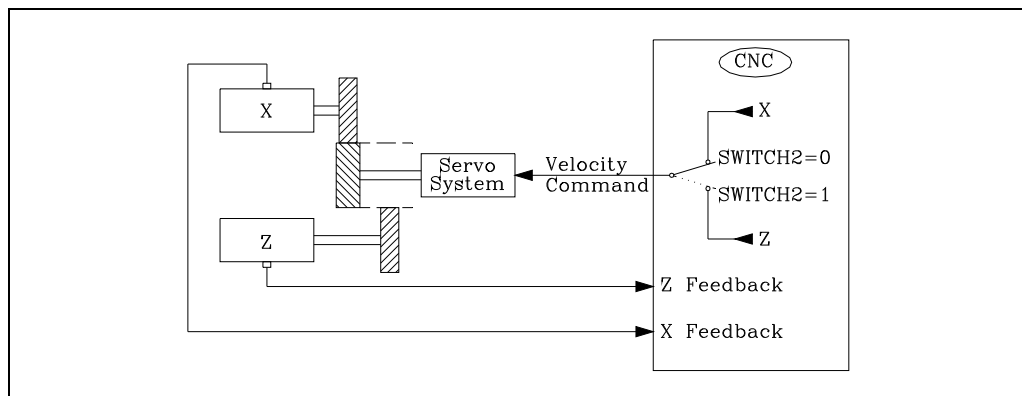 CNC
X
X
Servo
System
Velocity
Command
SWITCH2=0
SWITCH2=1
Z
Z
Z Feedback
X Feedback